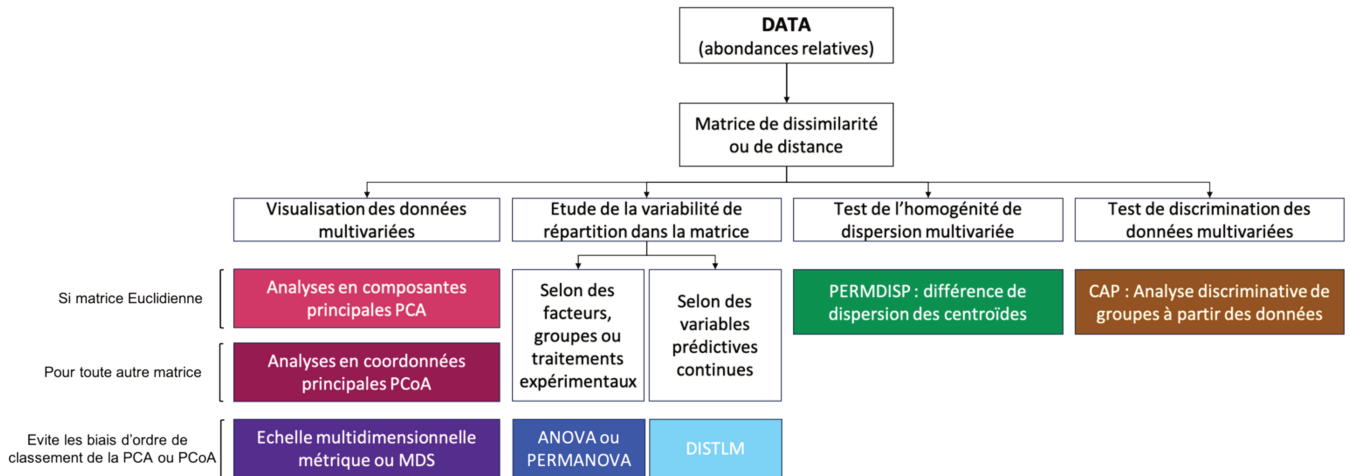 DATA
(abondances relatives)
Matrice de dissimilarité
ou de distance
Visualisation des données
multivariées
Etude de la variabilité de
répartition dans la matrice
Test de l’homogénité de
dispersion multivariée
Test de discrimination des
données multivariées
Si matrice Euclidienne
Analyses en composantes
principales PCA
Selon des
facteurs,
groupes ou
traitements
expérimentaux
Selon des
variables
prédictives
continues
PERMDISP : différence de
dispersion des centroïdes
CAP : Analyse discriminative de
groupes à partir des données
Pour toute autre matrice
Analyses en coordonnées
principales PCoA
Evite les biais d’ordre de
classement de la PCA ou PCoA
Echelle multidimensionnelle
métrique ou MDS
ANOVA ou
PERMANOVA
DISTLM